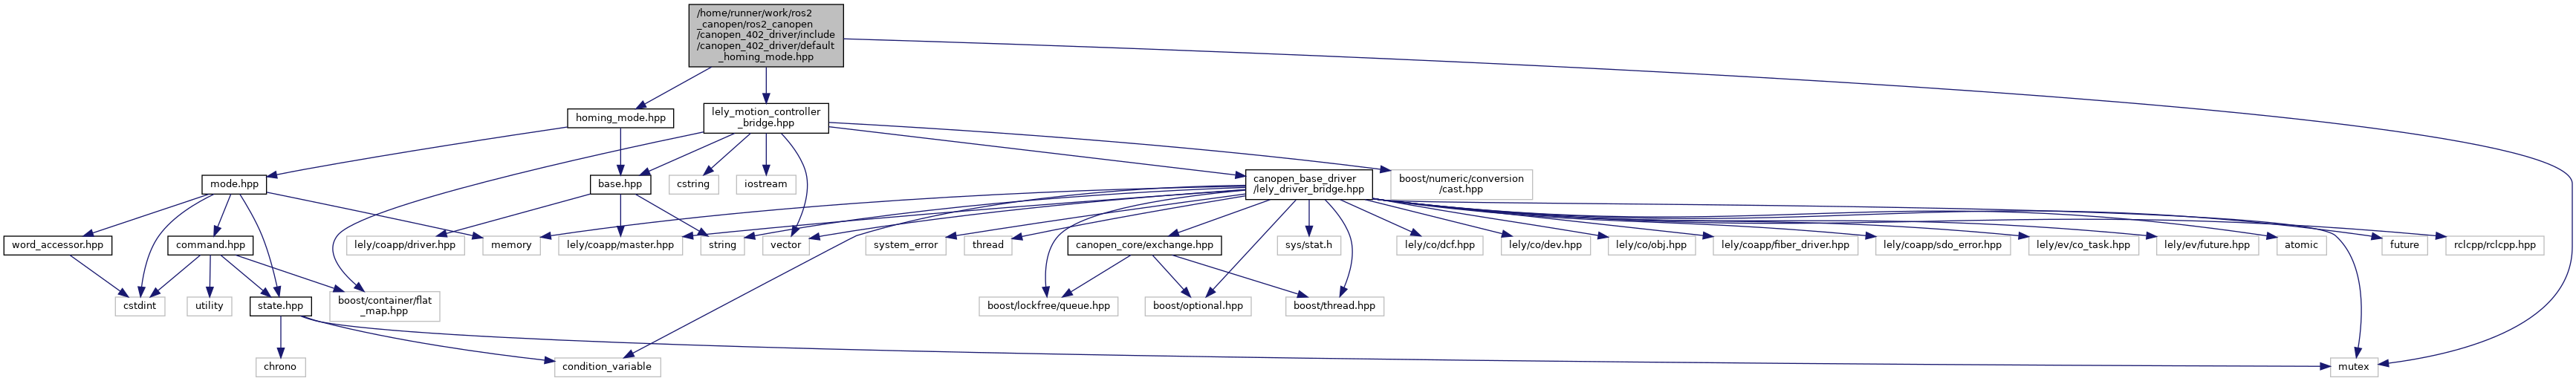 /home/runner/work/ros2
_canopen/ros2_canopen
/canopen_402_driver/include
/canopen_402_driver/default
_homing_mode.hpp
homing_mode.hpp
lely_motion_controller
_bridge.hpp
mode.hpp
base.hpp
cstring
iostream
canopen_base_driver
/lely_driver_bridge.hpp
boost/numeric/conversion
/cast.hpp
word_accessor.hpp
command.hpp
lely/coapp/driver.hpp
memory
lely/coapp/master.hpp
string
vector
system_error
thread
canopen_core/exchange.hpp
sys/stat.h
lely/co/dcf.hpp
lely/co/dev.hpp
lely/co/obj.hpp
lely/coapp/fiber_driver.hpp
lely/coapp/sdo_error.hpp
lely/ev/co_task.hpp
lely/ev/future.hpp
atomic
future
rclcpp/rclcpp.hpp
cstdint
utility
state.hpp
boost/container/flat
_map.hpp
boost/lockfree/queue.hpp
boost/optional.hpp
boost/thread.hpp
chrono
condition_variable
mutex